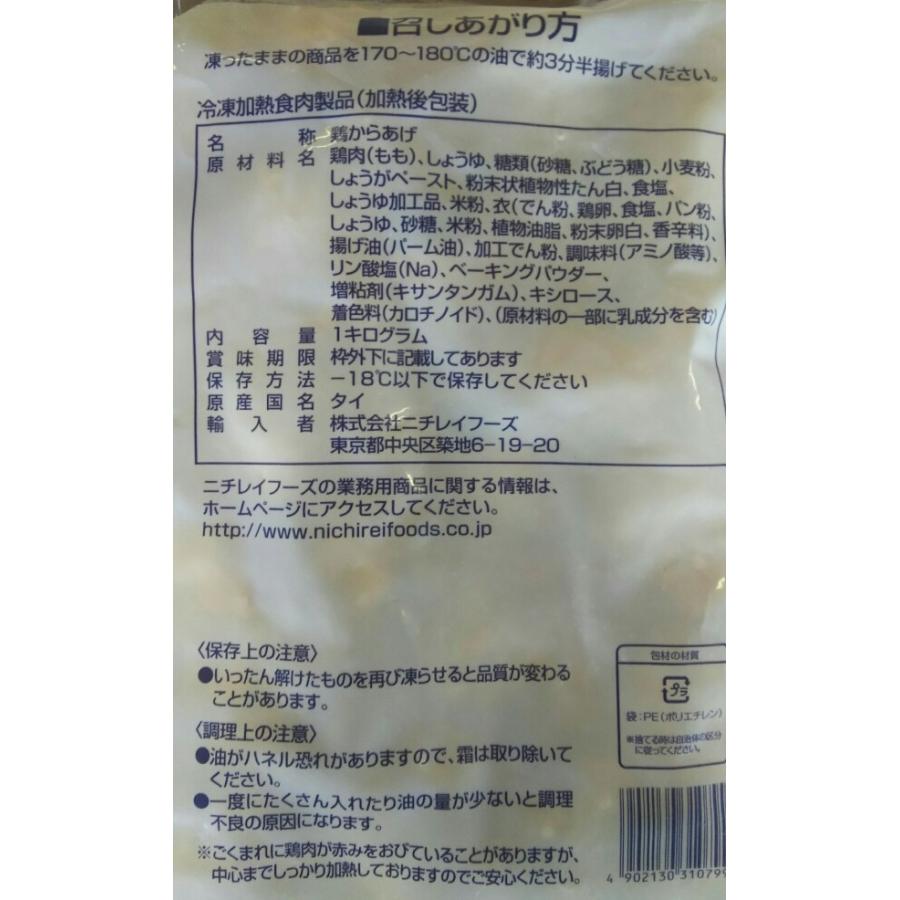 ■召しあがり方
凍ったままの商品を170～180℃の油で約3分半揚げてください。
冷凍加熱食肉製品(加熱後包装)
名称 鶏からあげ
原材料名 鶏肉(もも)、しょうゆ、糖類(砂糖、ぶどう糖)、小麦粉、
しょうがペースト、粉末状植物性たん白、食塩、
しょうゆ加工品、米粉、衣(でん粉、鶏卵、食塩、パン粉、
しょうゆ、砂糖、米粉、植物油脂、粉末卵白、香辛料)、
揚げ油(パーム油)、加工でん粉、調味料(アミノ酸等)、
リン酸塩(Na)、ベーキングパウダー、
増粘剤(キサンタンガム)、キシロース、
着色料(カロチノイド)、(原材料の一部に乳成分を含む)
内容量 1キログラム
賞味期限 枠外下に記載してあります
保存方法 －18℃以下で保存してください
原産国名 タイ
輸入者 株式会社ニチレイフーズ
東京都中央区築地6-19-20
ニチレイフーズの業務用商品に関する情報は、
ホームページにアクセスしてください。
http://www.nichireifoods.co.jp
〈保存上の注意〉
●いったん解けたものを再び凍らせると品質が変わる
ことがあります。
〈調理上の注意〉
●油がハネル恐れがありますので、霜は取り除いて
ください。
●一度にたくさん入れたり油の量が少ないと調理
不良の原因になります。
※ごくまれに鶏肉が赤みをおびていることがありますが、
中心までしっかり加熱しておりますのでご安心ください。
包材の材質
プラ
袋：PE(ポリエチレン)
※捨てる時は自治体の区分
に従ってください。
4 902130 310799